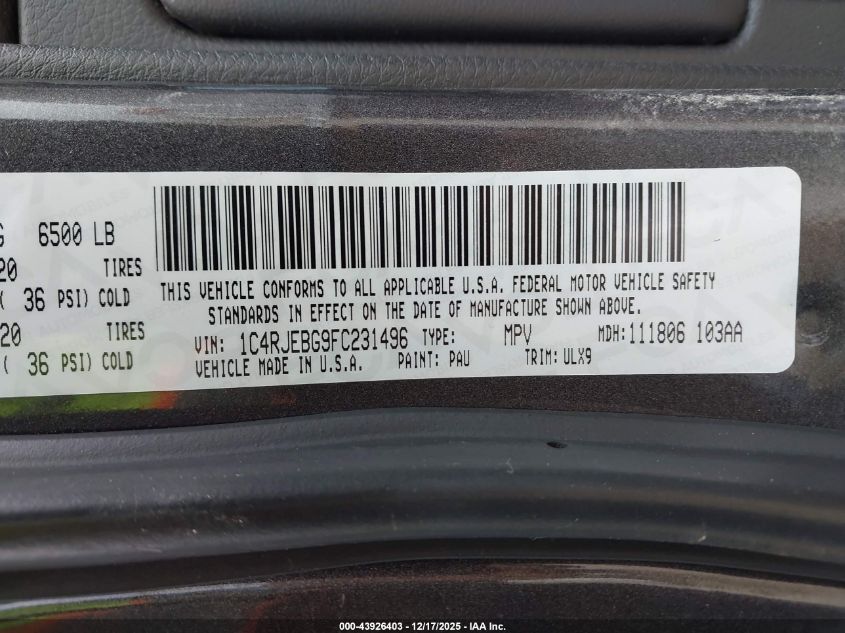 G 6500 LB
20 TIRES
( 36 PSI) COLD
20 TIRES
( 36 PSI) COLD
THIS VEHICLE CONFORMS TO ALL APPLICABLE U.S.A. FEDERAL MOTOR VEHICLE SAFETY
STANDARDS IN EFFECT ON THE DATE OF MANUFACTURE SHOWN ABOVE.
VIN: 1C4RJEBG9FC231496 TYPE: MPV MDH:111806 103AA
VEHICLE MADE IN U.S.A. PAINT: PAU TRIM: ULX9
000-43926403 - 12/17/2025 - IAA Inc.